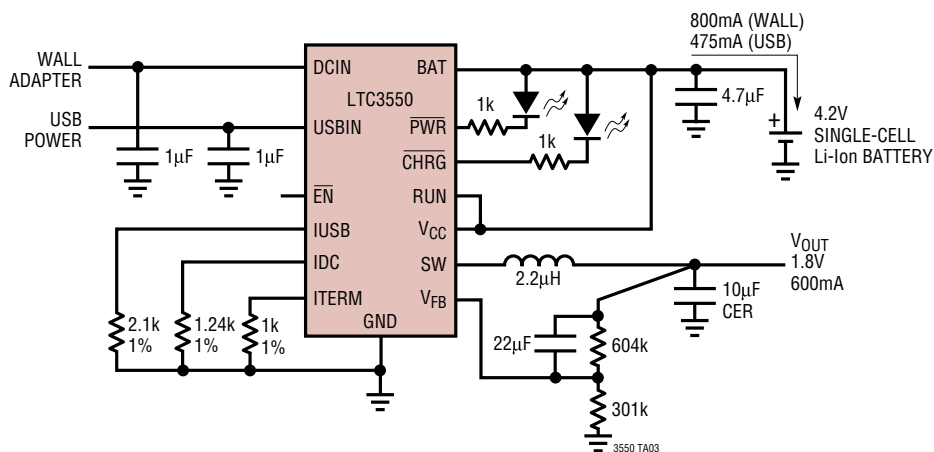 800mA (WALL)
475mA (USB)
WALL
ADAPTER
USB
POWER
1μF
1μF
DCIN
USBIN
EN
IUSB
IDC
ITERM
GND
LTC3550
BAT
PWR
CHRG
RUN
VCC
SW
VFB
1k
1k
4.7μF
+
4.2V
SINGLE-CELL
Li-Ion BATTERY
2.2μH
VOUT
1.8V
600mA
10μF
CER
22μF
604k
301k
2.1k
1%
1.24k
1%
1k
1%
3550 TA03